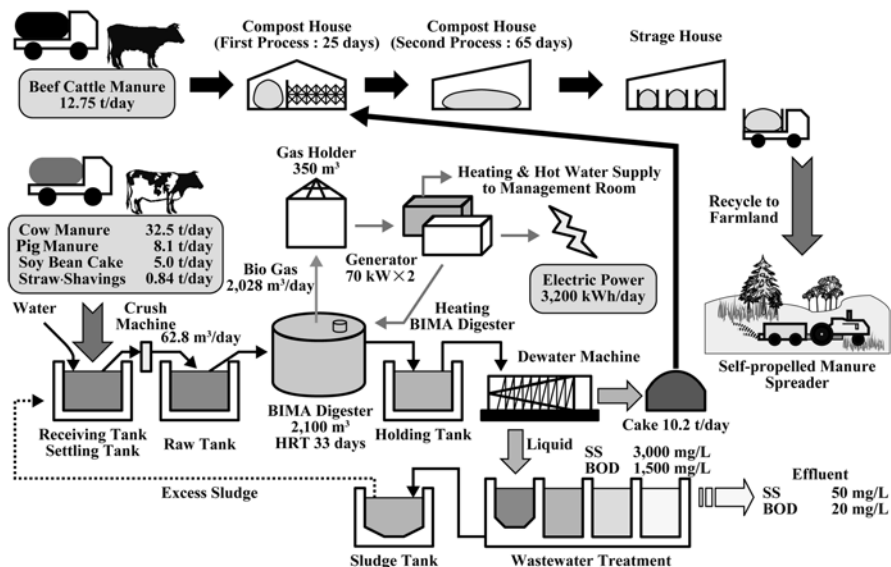 Compost House
(First Process : 25 days)
Compost House
(Second Process : 65 days)
Strage House
Beef Cattle Manure
12.75 t/day
Gas Holder
350 m³
Heating & Hot Water Supply
to Management Room
Recycle to
Farmland
Cow Manure 32.5 t/day
Pig Manure 8.1 t/day
Soy Bean Cake 5.0 t/day
Straw·Shavings 0.84 t/day
Bio Gas
2,028 m³/day
Generator
70 kW×2
Electric Power
3,200 kWh/day
Water
Crush
Machine
62.8 m³/day
Heating
BIMA Digester
Dewater Machine
Self-propelled Manure
Spreader
Receiving Tank
Settling Tank
Raw Tank
BIMA Digester
2,100 m³
HRT 33 days
Holding Tank
Cake 10.2 t/day
Liquid
SS 3,000 mg/L
BOD 1,500 mg/L
Effluent
SS 50 mg/L
BOD 20 mg/L
Excess Sludge
Sludge Tank
Wastewater Treatment